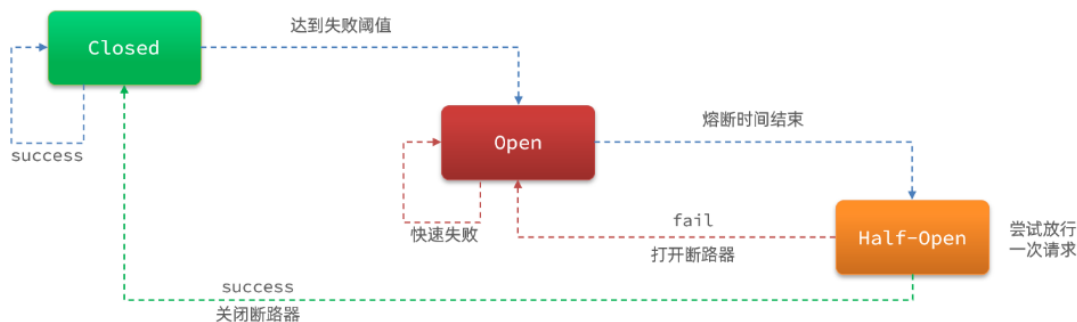 达到失败阈值
Closed
success
熔断时间结束
Open
快速失败
fail
打开断路器
Half-Open
尝试放行
一次请求
success
关闭断路器